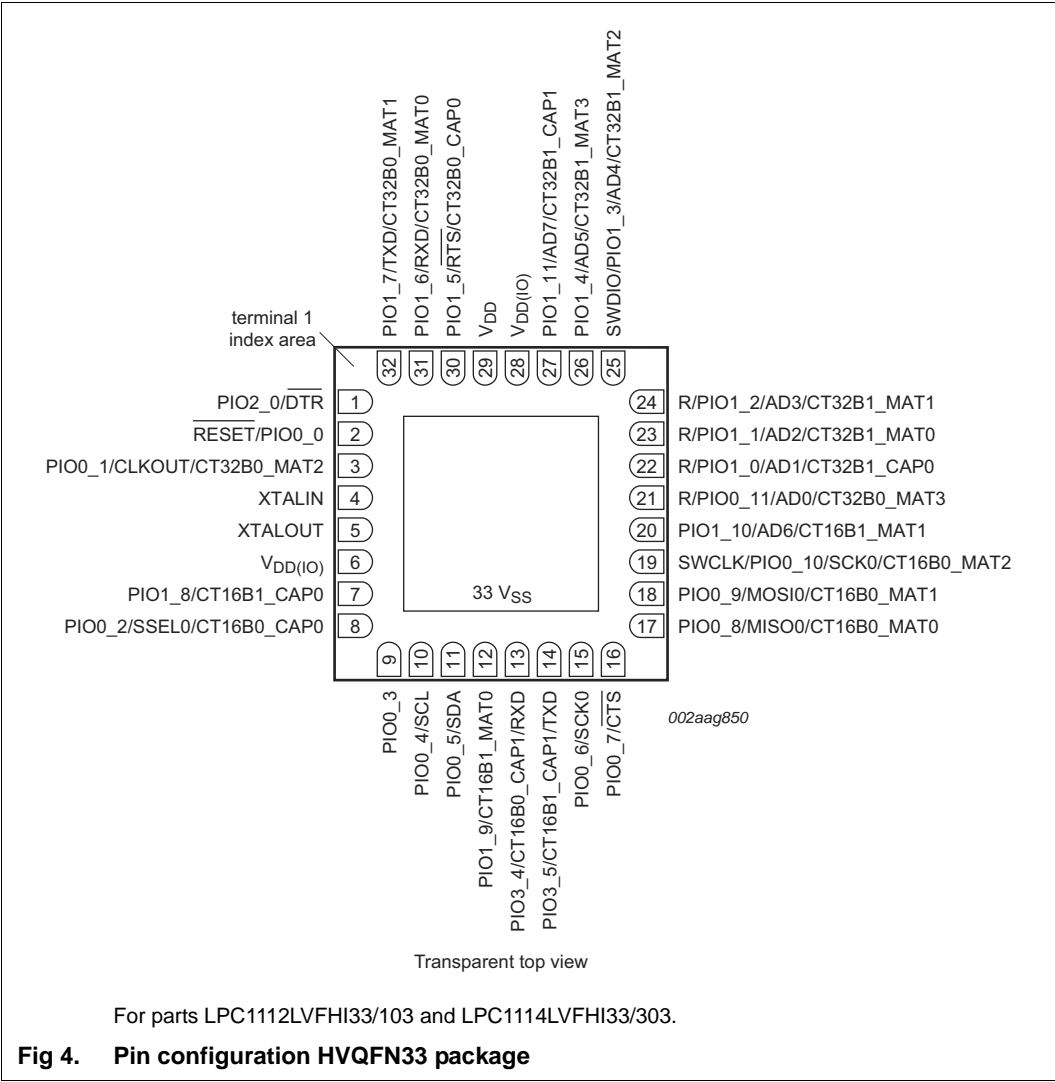 PIO1_7/TXD/CT32B0_MAT1
PIO1_6/RXD/CT32B0_MAT0
PIO1_5/RTS/CT32B0_CAP0
VDD
VDD(IO)
PIO1_11/AD7/CT32B1_CAP1
PIO1_4/AD5/CT32B1_MAT3
SWDIO/PIO1_3/AD4/CT32B1_MAT2
terminal 1
index area
32 31 30 29 28 27 26 25
PIO2_0/DTR 1
RESET/PIO0_0 2
PIO0_1/CLKOUT/CT32B0_MAT2 3
XTALIN 4
XTALOUT 5
VDD(IO) 6
PIO1_8/CT16B1_CAP0 7
PIO0_2/SSEL0/CT16B0_CAP0 8
24 R/PIO1_2/AD3/CT32B1_MAT1
23 R/PIO1_1/AD2/CT32B1_MAT0
22 R/PIO1_0/AD1/CT32B1_CAP0
21 R/PIO0_11/AD0/CT32B0_MAT3
20 PIO1_10/AD6/CT16B1_MAT1
19 SWCLK/PIO0_10/SCK0/CT16B0_MAT2
18 PIO0_9/MOSI0/CT16B0_MAT1
17 PIO0_8/MISO0/CT16B0_MAT0
33 VSS
9 10 11 12 13 14 15 16
PIO0_3
PIO0_4/SCL
PIO0_5/SDA
PIO1_9/CT16B1_MAT0
PIO3_4/CT16B0_CAP1/RXD
PIO3_5/CT16B1_CAP1/TXD
PIO0_6/SCK0
PIO0_7/CTS
002aag850
Transparent top view
For parts LPC1112LVFHI33/103 and LPC1114LVFHI33/303.
Fig 4. Pin configuration HVQFN33 package